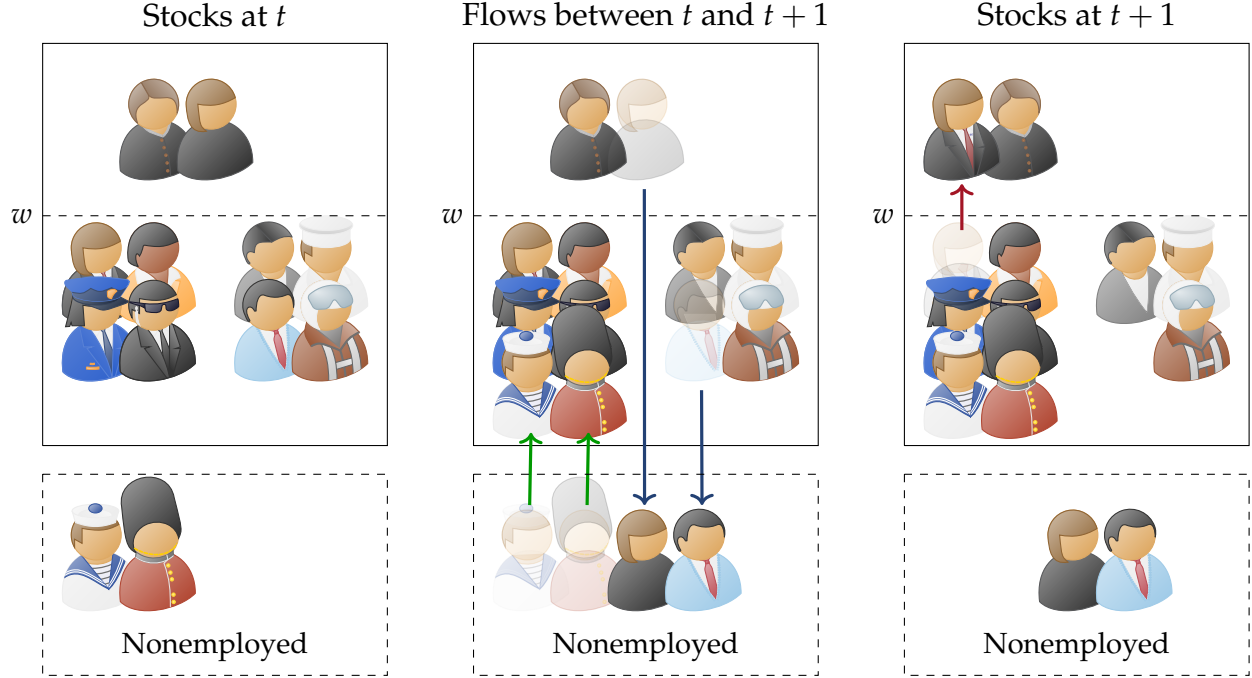 Stocks at t
Flows between t and t + 1
Stocks at t + 1
w
w
w
Nonemployed
Nonemployed
Nonemployed